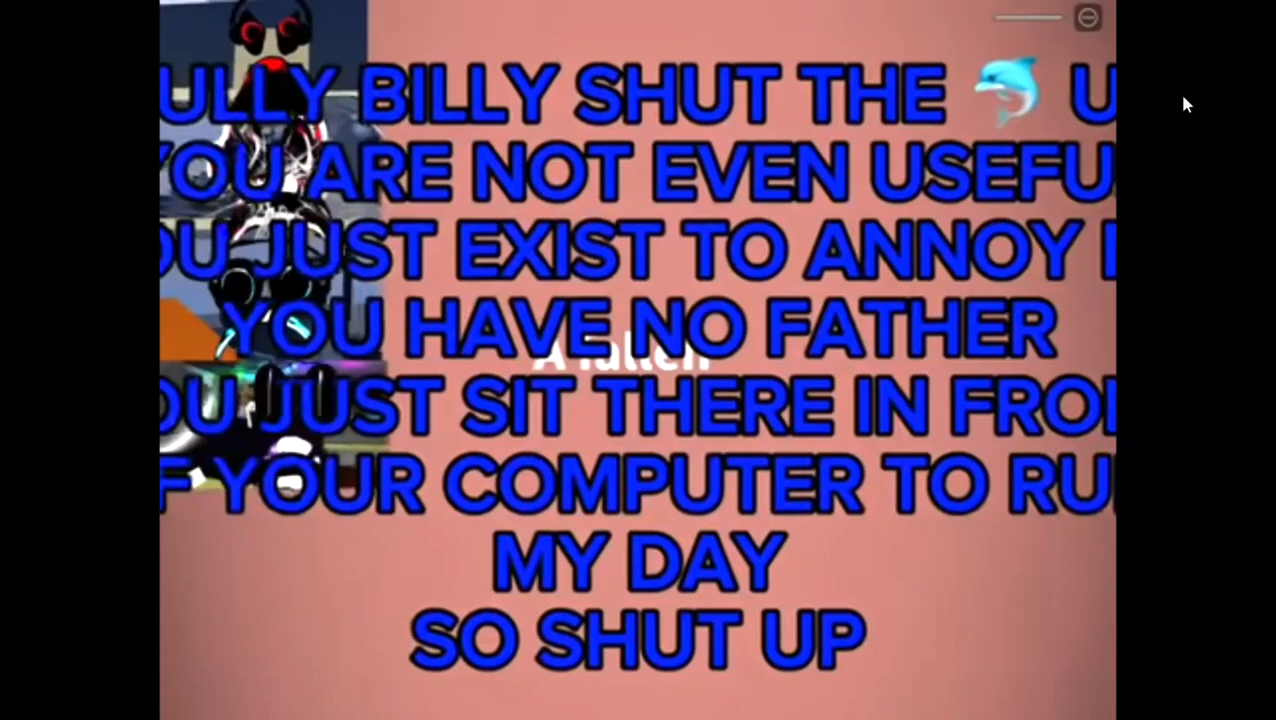 ULLY BILLY SHUT THE 🐬 U
YOU ARE NOT EVEN USEFU
OU JUST EXIST TO ANNOY
YOU HAVE NO FATHER
A fallen
OU JUST SIT THERE IN FRO
F YOUR COMPUTER TO RU
MY DAY
SO SHUT UP